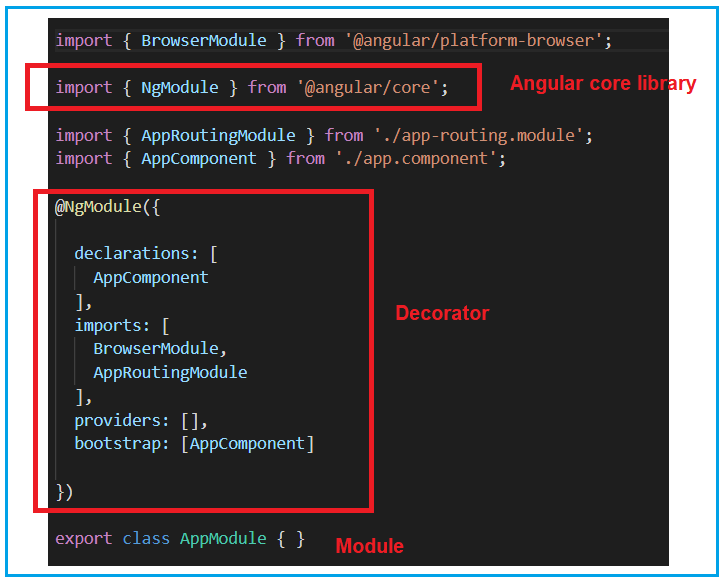 import { BrowserModule } from '@angular/platform-browser';
import { NgModule } from '@angular/core';
Angular core library
import { AppRoutingModule } from './app-routing.module';
import { AppComponent } from './app.component';
@NgModule({
declarations: [
AppComponent
],
imports: [
BrowserModule,
AppRoutingModule
],
providers: [],
bootstrap: [AppComponent]
})
Decorator
export class AppModule { }
Module